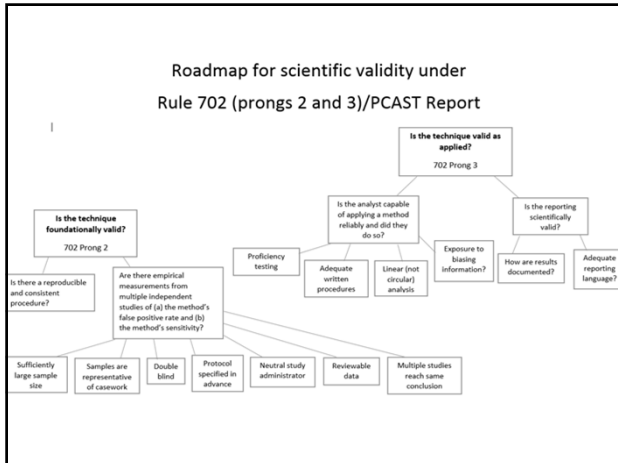 Roadmap for scientific validity under
Rule 702 (prongs 2 and 3)/PCAST Report
Is the technique valid as
applied?
702 Prong 3
Is the technique
foundationally valid?
702 Prong 2
Is the analyst capable
of applying a method
reliably and did they
do so?
Is the reporting
scientifically
valid?
Is there a reproducible
and consistent
procedure?
Are there empirical
measurements from
multiple independent
studies of (a) the method's
false positive rate and (b)
the method's sensitivity?
Proficiency
testing
Adequate
written
procedures
Linear (not
circular)
analysis
Exposure to
biasing
information?
How are results
documented?
Adequate
reporting
language?
Sufficiently
large sample
size
Samples are
representative
of casework
Double
blind
Protocol
specified in
advance
Neutral study
administrator
Reviewable
data
Multiple studies
reach same
conclusion